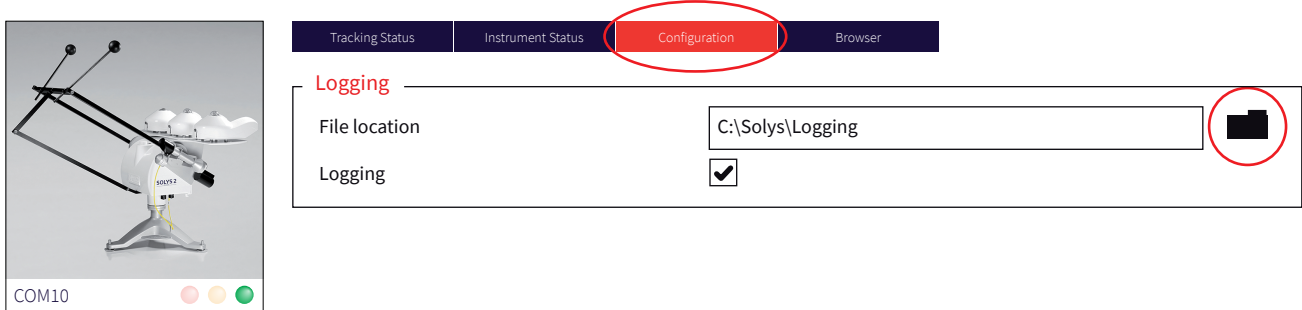 Tracking Status Instrument Status Configuration Browser
Logging
File location C:\Solys\Logging
Logging
SOLYS 2
COM10